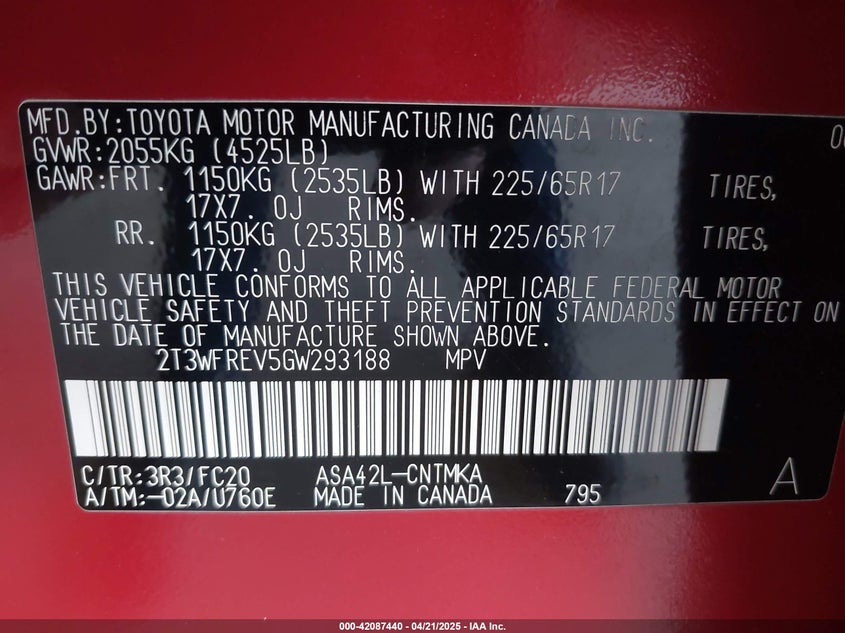 MFD.BY:TOYOTA MOTOR MANUFACTURING CANADA INC.
GVWR:2055KG (4525LB)
GAWR:FRT. 1150KG (2535LB) WITH 225/65R17 TIRES,
17X7. 0J RIMS.
RR. 1150KG (2535LB) WITH 225/65R17 TIRES,
17X7. 0J RIMS.
THIS VEHICLE CONFORMS TO ALL APPLICABLE FEDERAL MOTOR
VEHICLE SAFETY AND THEFT PREVENTION STANDARDS IN EFFECT ON
THE DATE OF MANUFACTURE SHOWN ABOVE.
2T3WFREV5GW293188 MPV
C/TR:3R3/FC20 ASA42L-CNTMKA
A/TM:-02A/U760E MADE IN CANADA 795 A
000-42087440 - 04/21/2025 - IAA Inc.